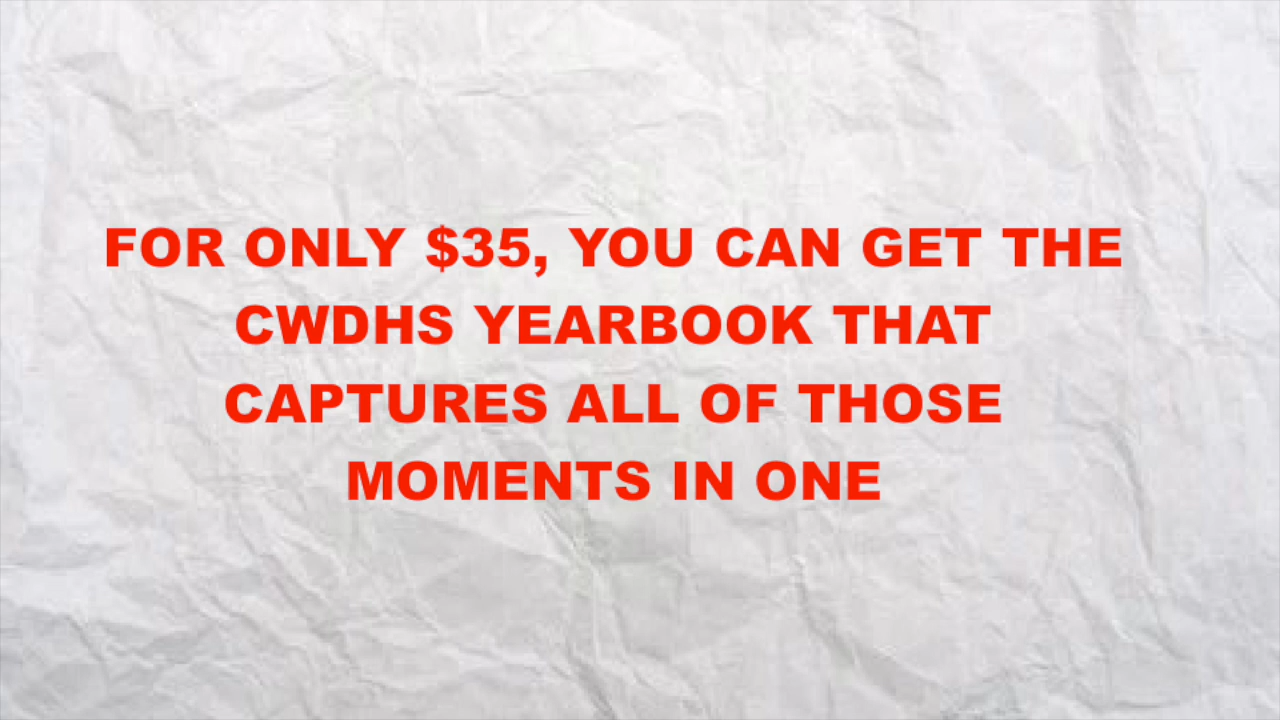 FOR ONLY $35, YOU CAN GET THE
CWDHS YEARBOOK THAT
CAPTURES ALL OF THOSE
MOMENTS IN ONE